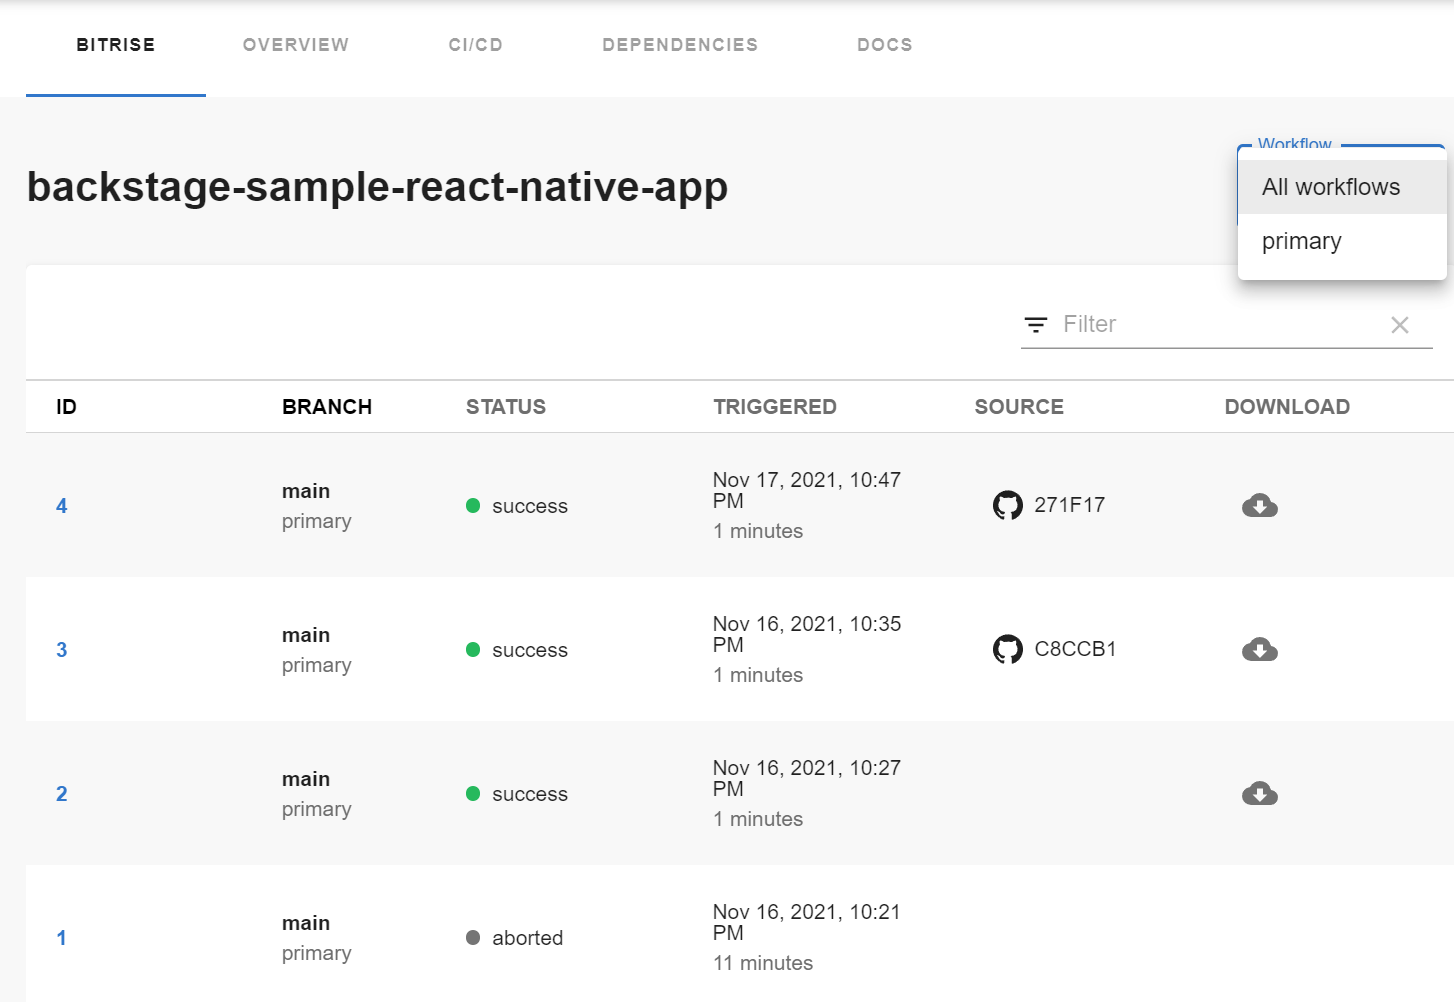 BITRISE OVERVIEW CI/CD DEPENDENCIES DOCS
Workflow
backstage-sample-react-native-app
All workflows
primary
Filter
ID BRANCH STATUS TRIGGERED SOURCE DOWNLOAD
4 main primary success Nov 17, 2021, 10:47 PM 1 minutes 271F17
3 main primary success Nov 16, 2021, 10:35 PM 1 minutes C8CCB1
2 main primary success Nov 16, 2021, 10:27 PM 1 minutes
1 main primary aborted Nov 16, 2021, 10:21 PM 11 minutes